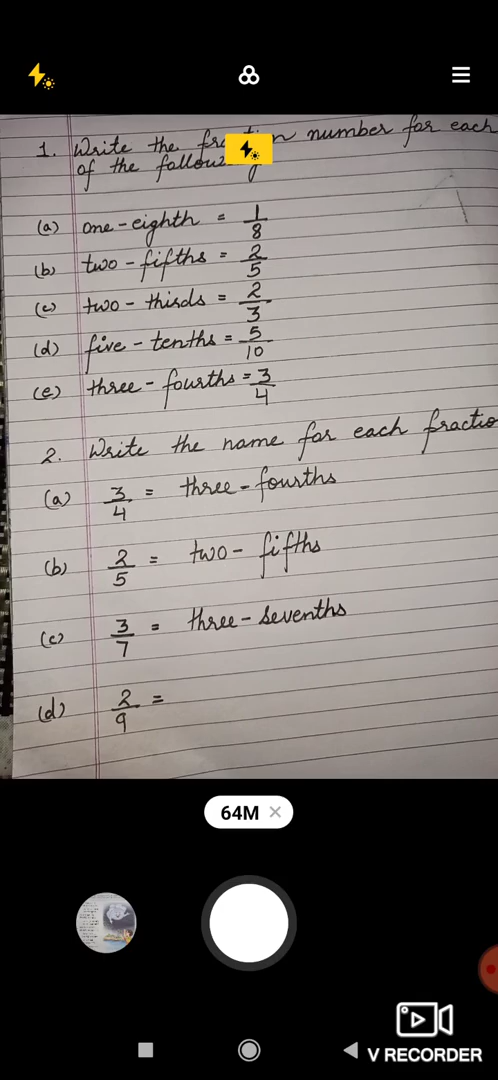 1. Write the fraction number for each
of the following
(a) one-eighth = 1/8
(b) two-fifths = 2/5
(c) two-thirds = 2/3
(d) five-tenths = 5/10
(e) three-fourths = 3/4
2. Write the name for each fractio
(a) 3/4 = three-fourths
(b) 2/5 = two-fifths
(c) 3/7 = three-sevenths
(d) 2/9 =
64M ×
V RECORDER